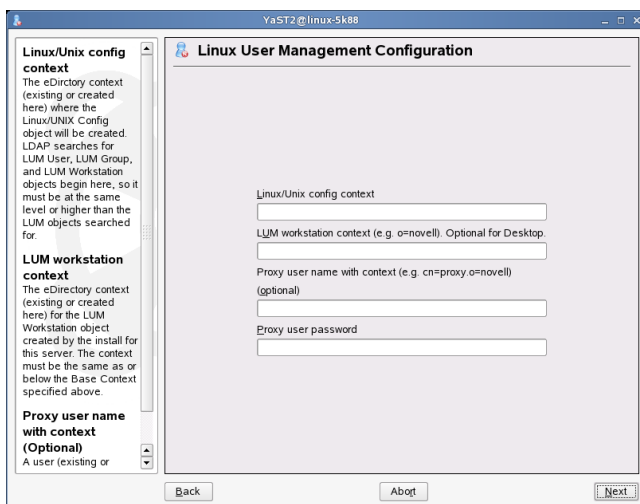 YaST2@linux-5k88
Linux/Unix config
context
The eDirctory context
(existing or created
here) where the
Linux/UNIX Config
object will be created.
LDAP searches for
LUM User, LUM Group,
and LUM Workstation
objects begin here, so it
must be at the same
level or higher than the
LUM objects searched
for.
LUM workstation
context
The eDirectory context
(existing or created
here) for the LUM
Workstation object
created by the install for
this server. The context
must be the same as or
below the Base Context
specified above.
Proxy user name
with context
(Optional)
A user (existing or
Linux User Management Configuration
Linux/Unix config context
LUM workstation context (e.g. o=novell). Optional for Desktop.
Proxy user name with context (e.g. cn=proxy.o=novell)
(optional)
Proxy user password
Back
Abort
Next